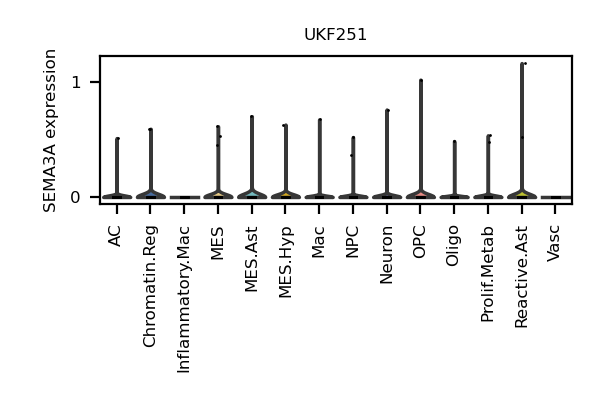 UKF251
SEMA3A expression
1
0
AC
Chromatin.Reg
Inflammatory.Mac
MES
MES.Ast
MES.Hyp
Mac
NPC
Neuron
OPC
Oligo
Prolif.Metab
Reactive.Ast
Vasc